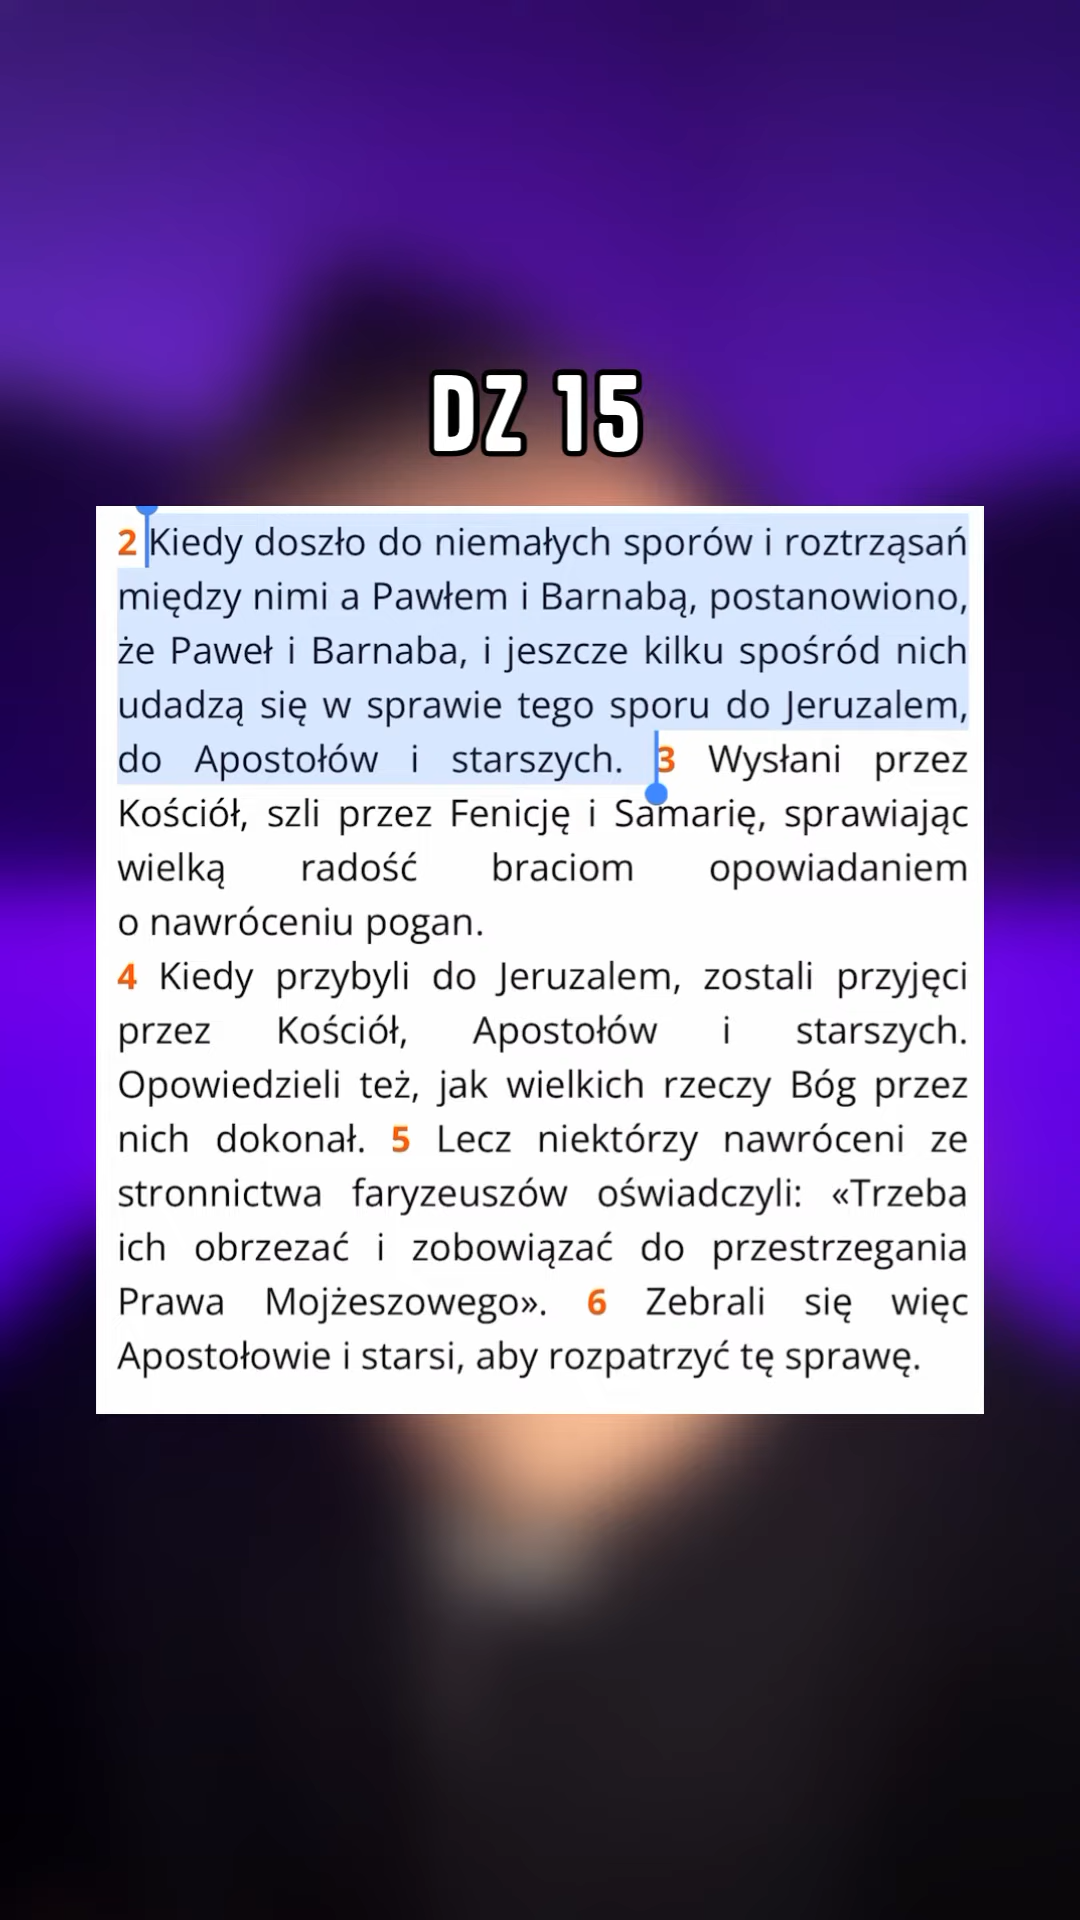 DZ 15
2 Kiedy doszło do niemałych sporów i roztrząsań
między nimi a Pawłem i Barnabą, postanowiono,
że Paweł i Barnaba, i jeszcze kilku spośród nich
udadzą się w sprawie tego sporu do Jeruzalem,
do Apostołów i starszych. 3 Wysłani przez
Kościół, szli przez Fenicję i Samarię, sprawiając
wielką radość braciom opowiadaniem
o nawróceniu pogan.
4 Kiedy przybyli do Jeruzalem, zostali przyjęci
przez Kościół, Apostołów i starszych.
Opowiedzieli też, jak wielkich rzeczy Bóg przez
nich dokonał. 5 Lecz niektórzy nawróceni ze
stronnictwa faryzeuszów oświadczyli: «Trzeba
ich obrzezać i zobowiązać do przestrzegania
Prawa Mojżeszowego». 6 Zebrali się więc
Apostołowie i starsi, aby rozpatrzyć tę sprawę.